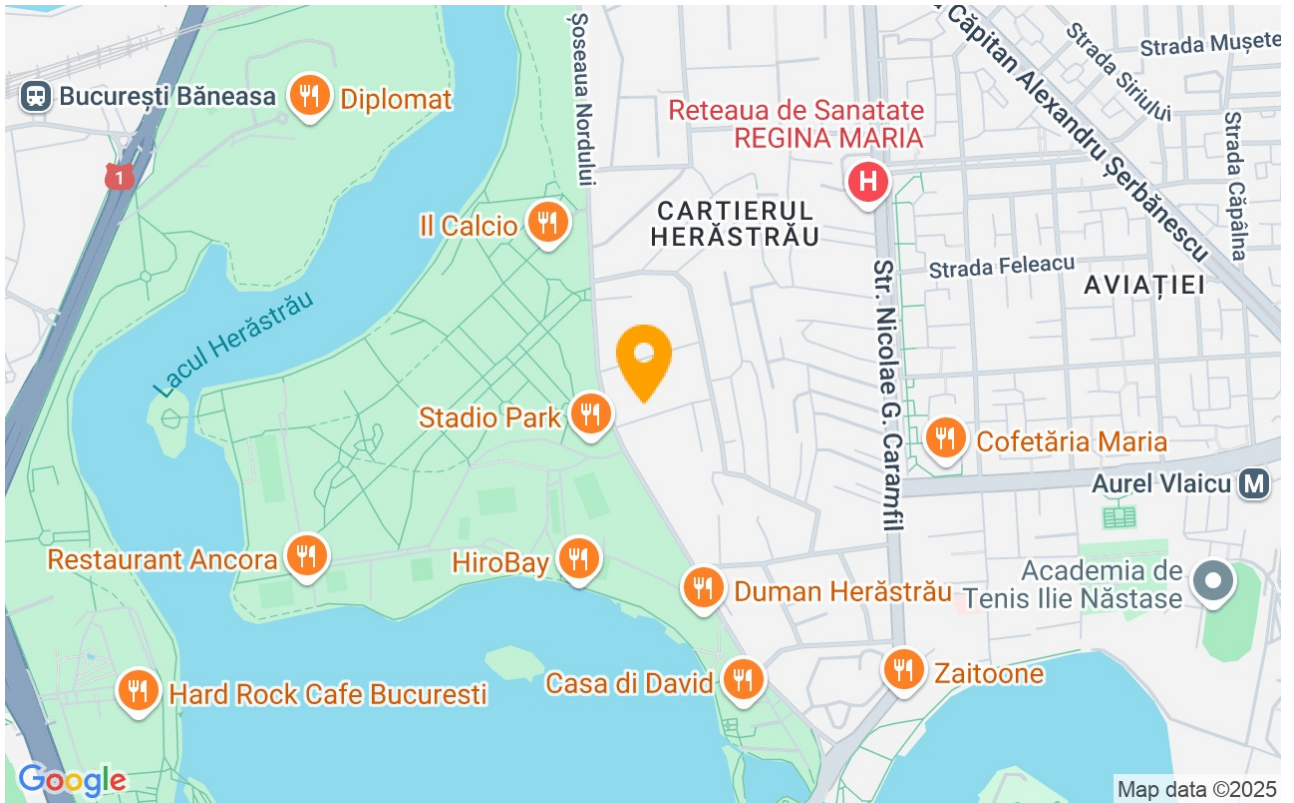 Șoseaua Nordului
Căpitan Alexandru Șerbănescu
Strada Siriului
Strada Mușete
București Băneasa
Diplomat
Reteaua de Sanatate
REGINA MARIA
H
Strada Căpâlna
1
Il Calcio
CARTIERUL
HERĂSTRĂU
Strada Feleacu
AVIAȚIEI
Lacul Herăstrău
Str. Nicolae G. Caramfil
Stadio Park
Cofetăria Maria
Aurel Vlaicu
M
Restaurant Ancora
HiroBay
Duman Herăstrău
Academia de
Tenis Ilie Năstase
Hard Rock Cafe Bucuresti
Casa di David
Zaitoone
Google
Map data ©2025